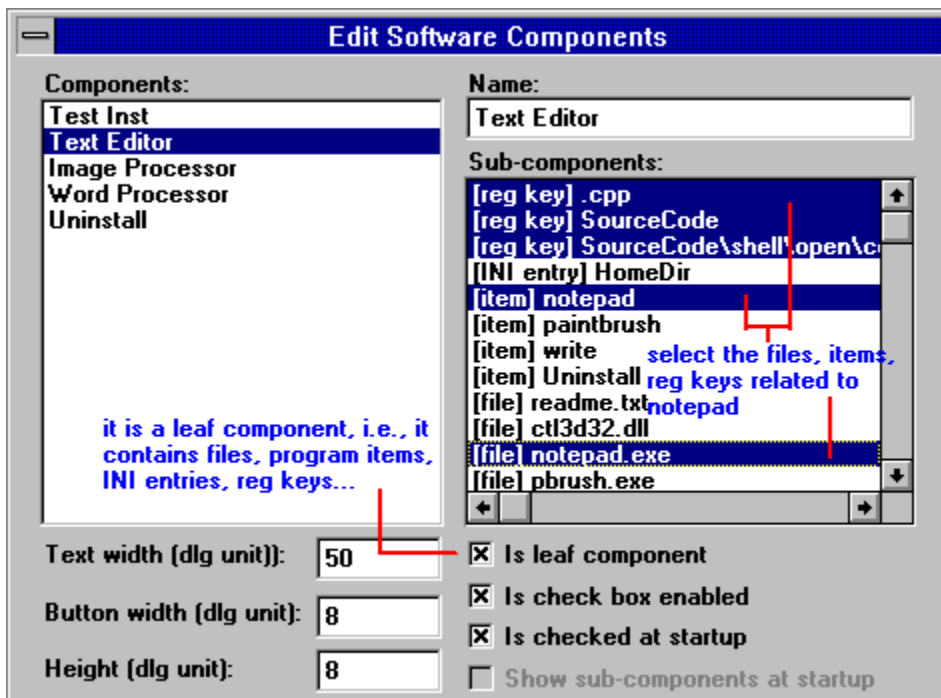 Edit Software Components
Components:
Test Inst
Text Editor
Image Processor
Word Processor
Uninstall
it is a leaf component, i.e., it
contains files, program items,
INI entries, reg keys...
Name:
Text Editor
Sub-components:
[reg key] .cpp
[reg key] SourceCode
[reg key] SourceCode\shell\open\c
[INI entry] HomeDir
[item] notepad
[item] paintbrush
[item] write
[item] Uninstall
[file] readme.txt
[file] ctl3d32.dll
[file] notepad.exe
[file] pbrush.exe
select the files, items,
reg keys related to
notepad
Text width (dlg unit)): 50
Button width (dlg unit): 8
Height (dlg unit): 8
Is leaf component
Is check box enabled
Is checked at startup
Show sub-components at startup